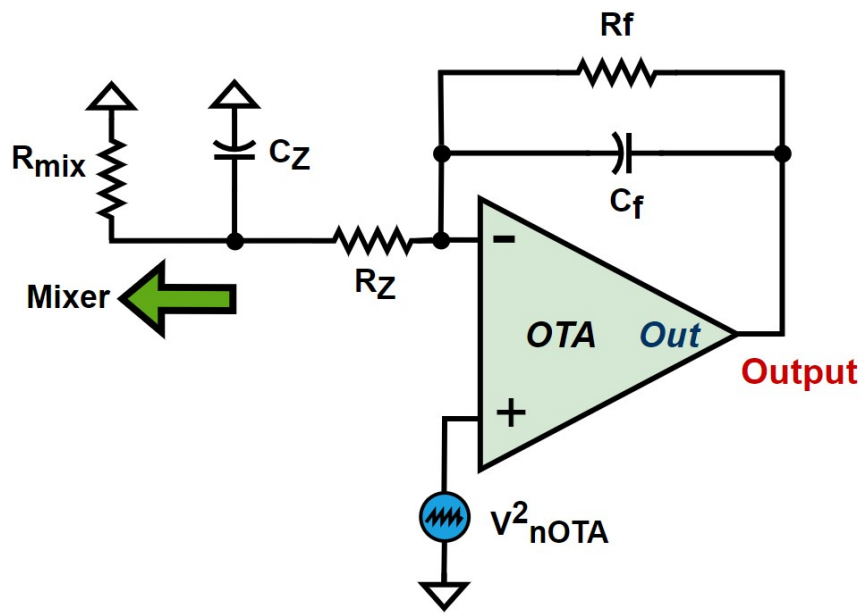 Rf
Rmix
CZ
Cf
RZ
Mixer
-
OTA
Out
Output
+
V²nOTA